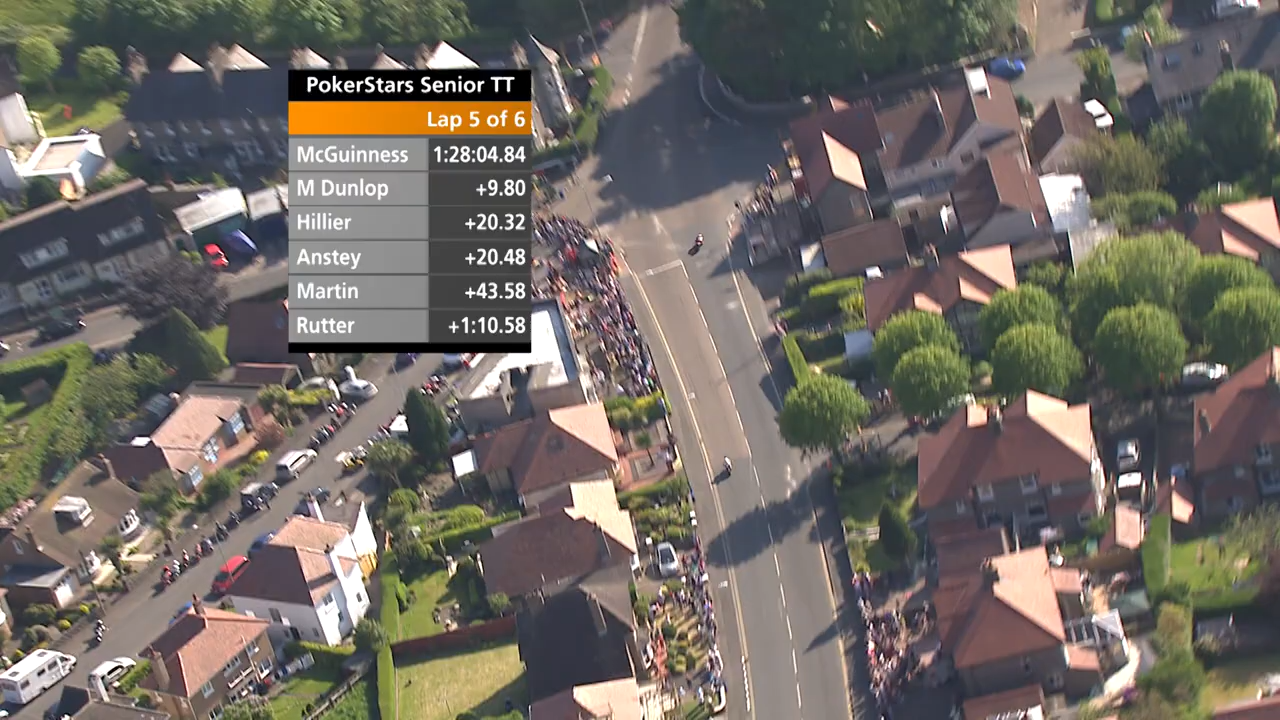 PokerStars Senior TT
Lap 5 of 6
McGuinness 1:28:04.84
M Dunlop +9.80
Hillier +20.32
Anstey +20.48
Martin +43.58
Rutter +1:10.58